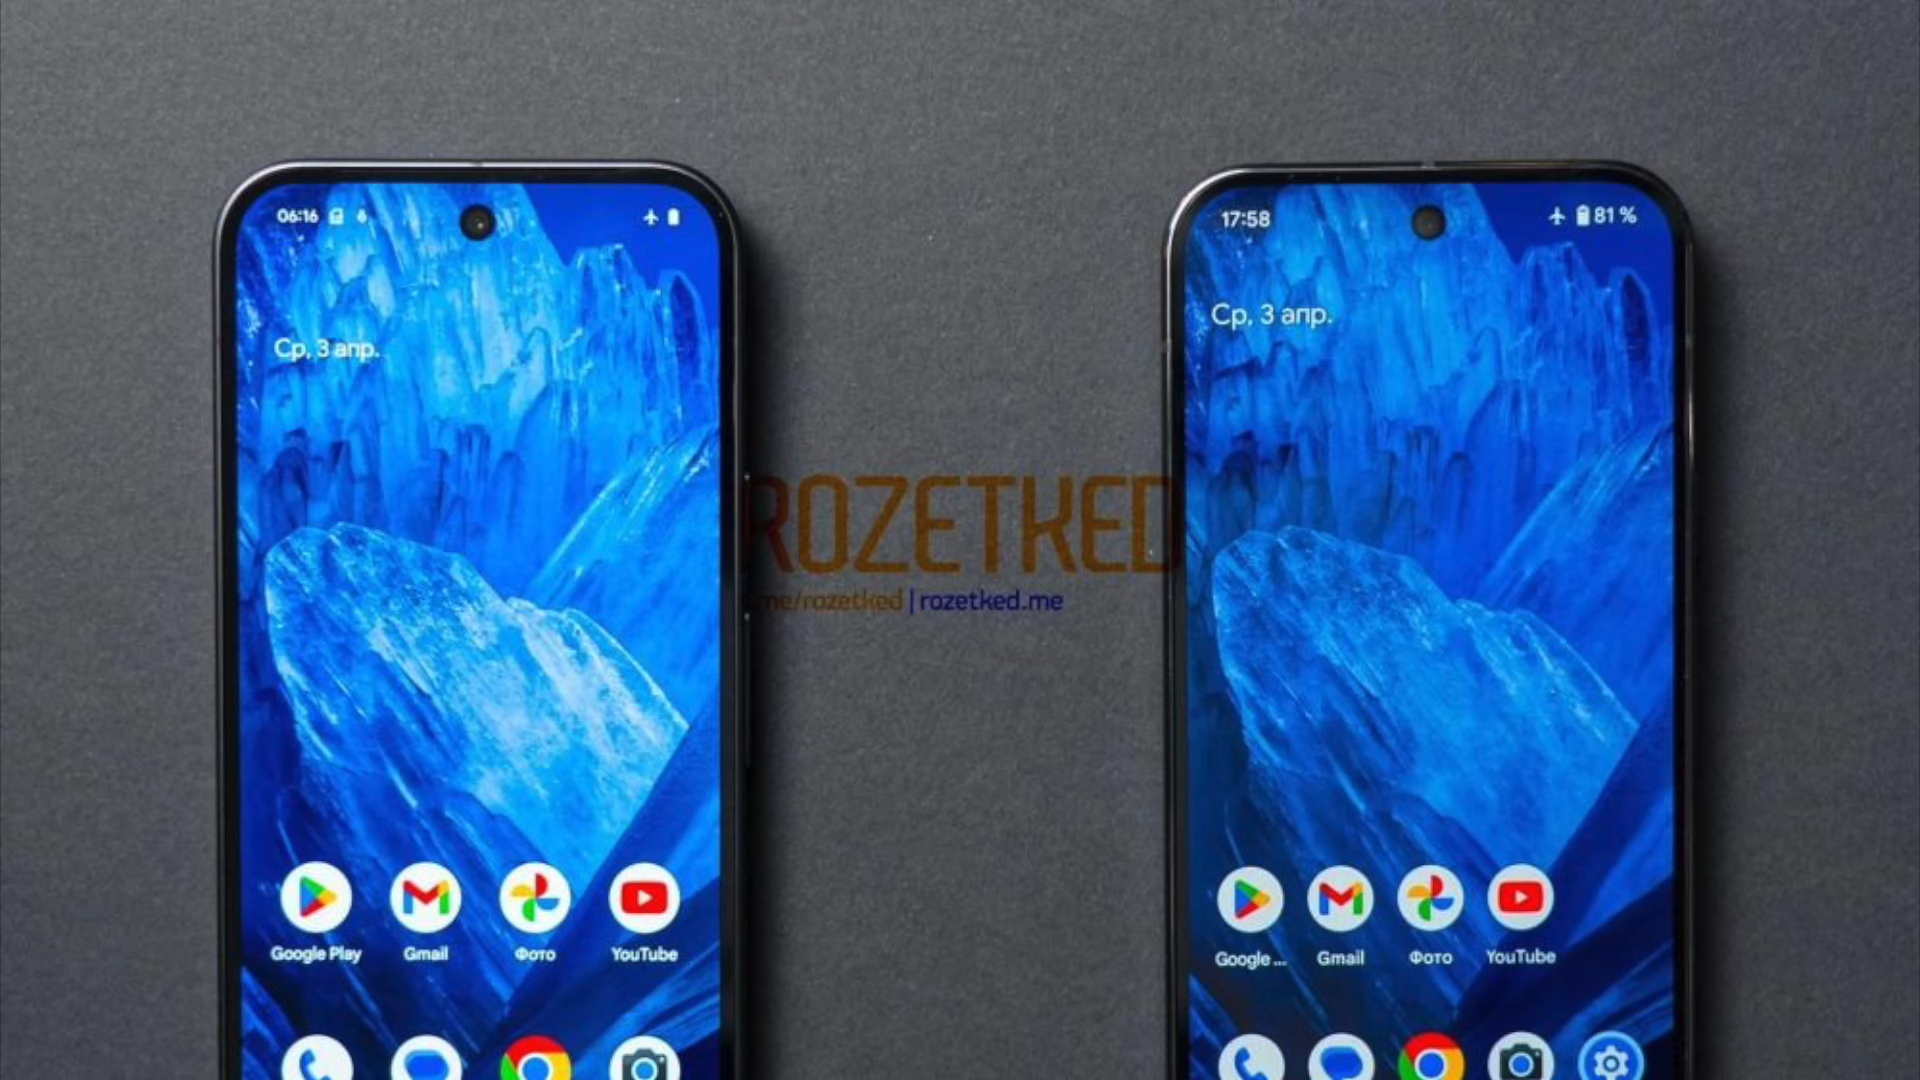 06:16
Ср, 3 апр.
Google Play
Gmail
Фото
YouTube
ROZETKED
me/rozetked | rozetked.me
17:58
81 %
Ср, 3 апр.
Google ...
Gmail
Фото
YouTube